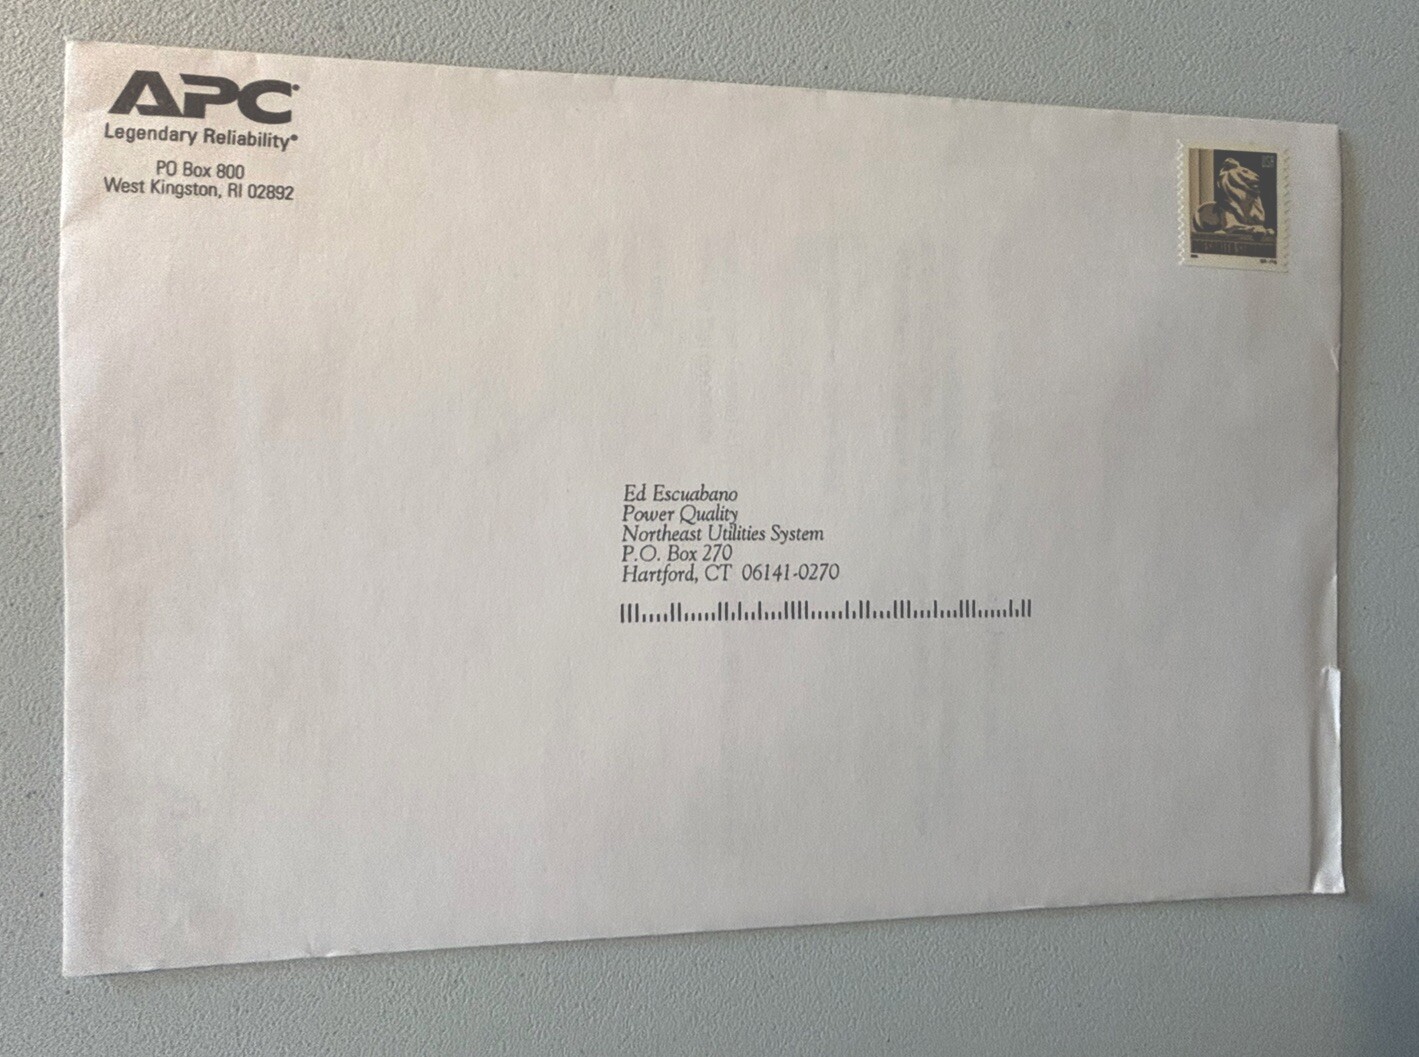 APC
Legendary Reliability®
PO Box 800
West Kingston, RI 02892
USA
Ed Escuabano
Power Quality
Northeast Utilities System
P.O. Box 270
Hartford, CT 06141-0270